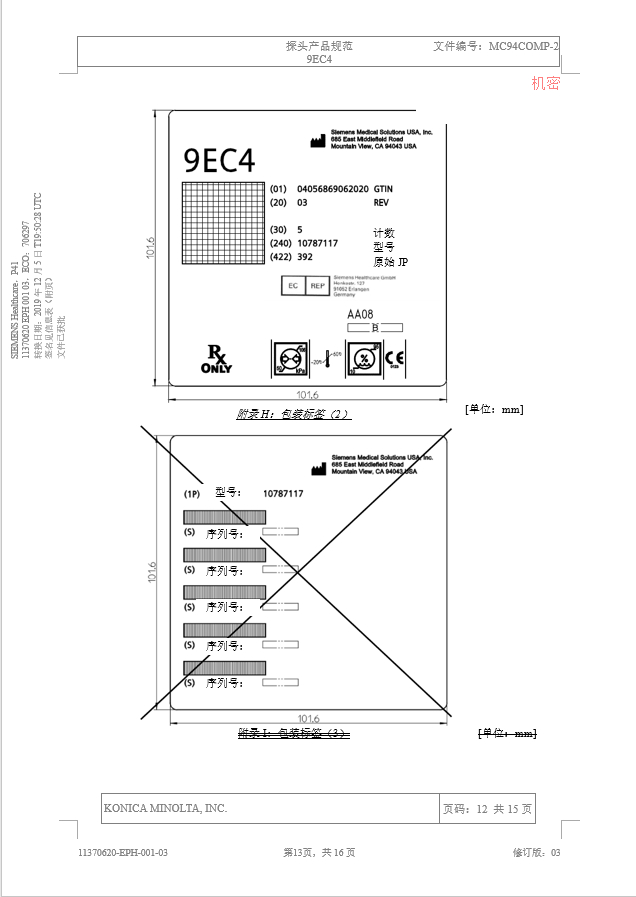 探头产品规范
9EC4
文件编号：MC94COMP-2
机密
SIEMENS Healthcare，P41
11370620 EPH 001 03，ECO：706297
转换日期：2019 年 12 月 5 日 T19:50:28 UTC
签名见信息表（附页）
文件已获批
101.6
Siemens Medical Solutions USA, Inc.
685 East Middlefield Road
Mountain View, CA 94043 USA
9EC4
(01) 04056869062020 GTIN
(20) 03 REV
(30) 5 计数
(240) 10787117 型号
(422) 392 原始 JP
EC REP
Siemens Healthcare GmbH
Henkestr. 127
91052 Erlangen
Germany
AA08
B
Rx
ONLY
kPa
101.6
附录 H：包装标签（2）
[单位：mm]
101.6
Siemens Medical Solutions USA, Inc.
685 East Middlefield Road
Mountain View, CA 94043 USA
(1P) 型号： 10787117
(S) 序列号：
(S) 序列号：
(S) 序列号：
(S) 序列号：
(S) 序列号：
101.6
附录 I：包装标签（3）
[单位：mm]
KONICA MINOLTA, INC.
页码：12 共 15 页
11370620-EPH-001-03
第13页，共 16 页
修订版：03